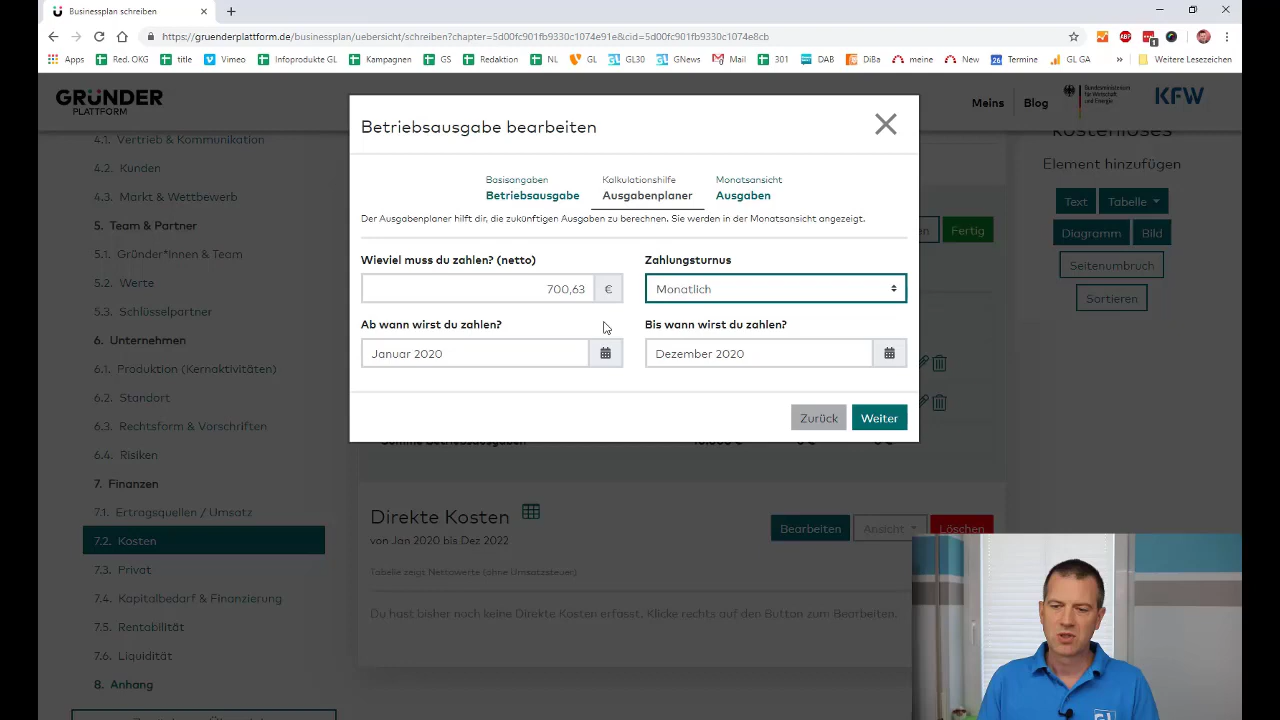 Businessplan schreiben
https://gruenderplattform.de/businessplan/uebersicht/schreiben?chapter=5d00fc901fb9330c1074e91e&cid=5d00fc901fb9330c1074e8cb
Apps Red. OKG title Vimeo Infoprodukte GL Kampagnen GS Redaktion NL GL GL30 GNews Mail 301 DAB DiBa meine New Termine GL GA » Weitere Lesezeichen
GRÜNDER
PLATTFORM
Meins Blog
Bundesministerium für Wirtschaft und Energie
KFW
4.1. Vertrieb & Kommunikation
4.2. Kunden
4.3. Markt & Wettbewerb
5. Team & Partner
5.1. Gründer*innen & Team
5.2. Werte
5.3. Schlüsselpartner
6. Unternehmen
6.1. Produktion (Kernaktivitäten)
6.2. Standort
6.3. Rechtsform & Vorschriften
6.4. Risiken
7. Finanzen
7.1. Ertragsquellen / Umsatz
7.2. Kosten
7.3. Privat
7.4. Kapitalbedarf & Finanzierung
7.5. Rentabilität
7.6. Liquidität
8. Anhang
Betriebsausgabe bearbeiten
Basisangaben
Betriebsausgabe
Kalkulationshilfe
Ausgabenplaner
Monatsansicht
Ausgaben
Der Ausgabenplaner hilft dir, die zukünftigen Ausgaben zu berechnen. Sie werden in der Monatsansicht angezeigt.
Wieviel muss du zahlen? (netto)
700,63 €
Zahlungsturnus
Monatlich
Ab wann wirst du zahlen?
Januar 2020
Bis wann wirst du zahlen?
Dezember 2020
Zurück Weiter
Fertig
Direkte Kosten
von Jan 2020 bis Dez 2022
Bearbeiten Ansicht Löschen
Tabelle zeigt Nettowerte (ohne Umsatzsteuer)
Du hast bisher noch keine Direkte Kosten erfasst. Klicke rechts auf den Button zum Bearbeiten.
kostenloses
Element hinzufügen
Text Tabelle
Diagramm Bild
Seitenumbruch
Sortieren
GL